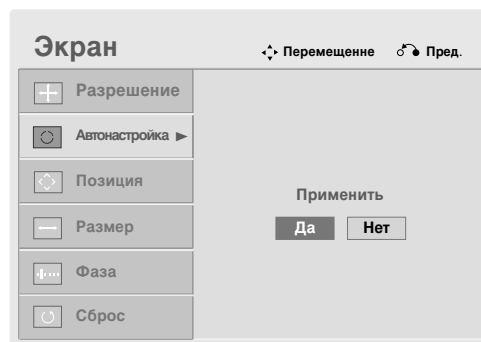 Экран
Перемещенне Пред.
Разрешение
Автонастройка ►
Позиция
Применить
Размер
Да Нет
Фаза
Сброс